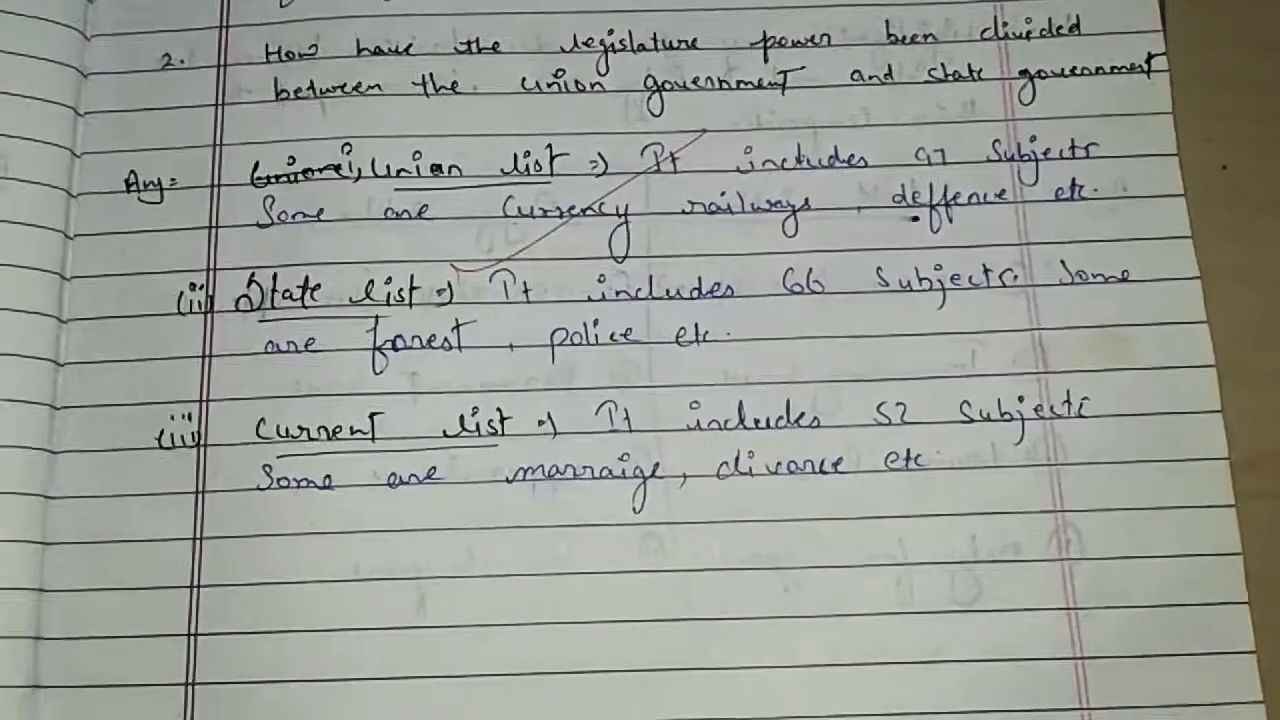 2. How have the legislature power been divided
between the union government and state government
Ans= i, Union list => It includes 97 Subjects
Some are currency railways, deffence etc.
(ii) State list => It includes 66 Subjects. Some
are forest, police etc.
(iii) Current list => It includes 52 Subjects
Some are marraige, divorce etc